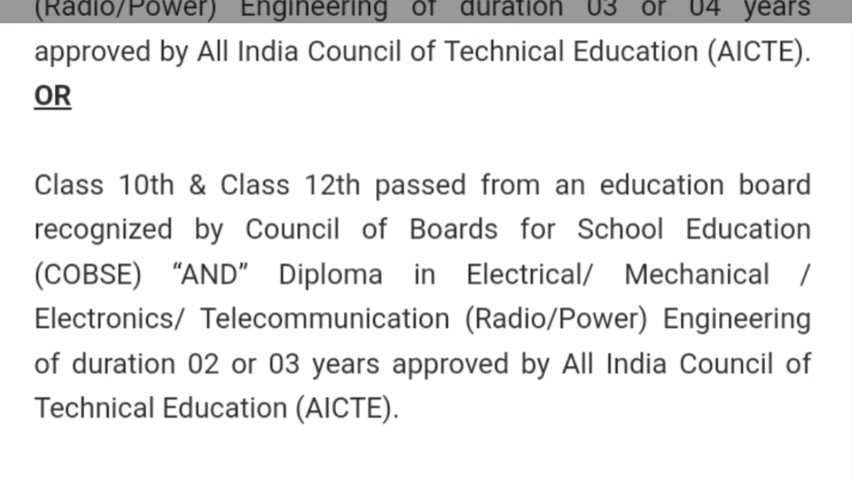 (Radio/Power) Engineering of duration 03 or 04 years
approved by All India Council of Technical Education (AICTE).
OR
Class 10th & Class 12th passed from an education board
recognized by Council of Boards for School Education
(COBSE) “AND” Diploma in Electrical/ Mechanical /
Electronics/ Telecommunication (Radio/Power) Engineering
of duration 02 or 03 years approved by All India Council of
Technical Education (AICTE).